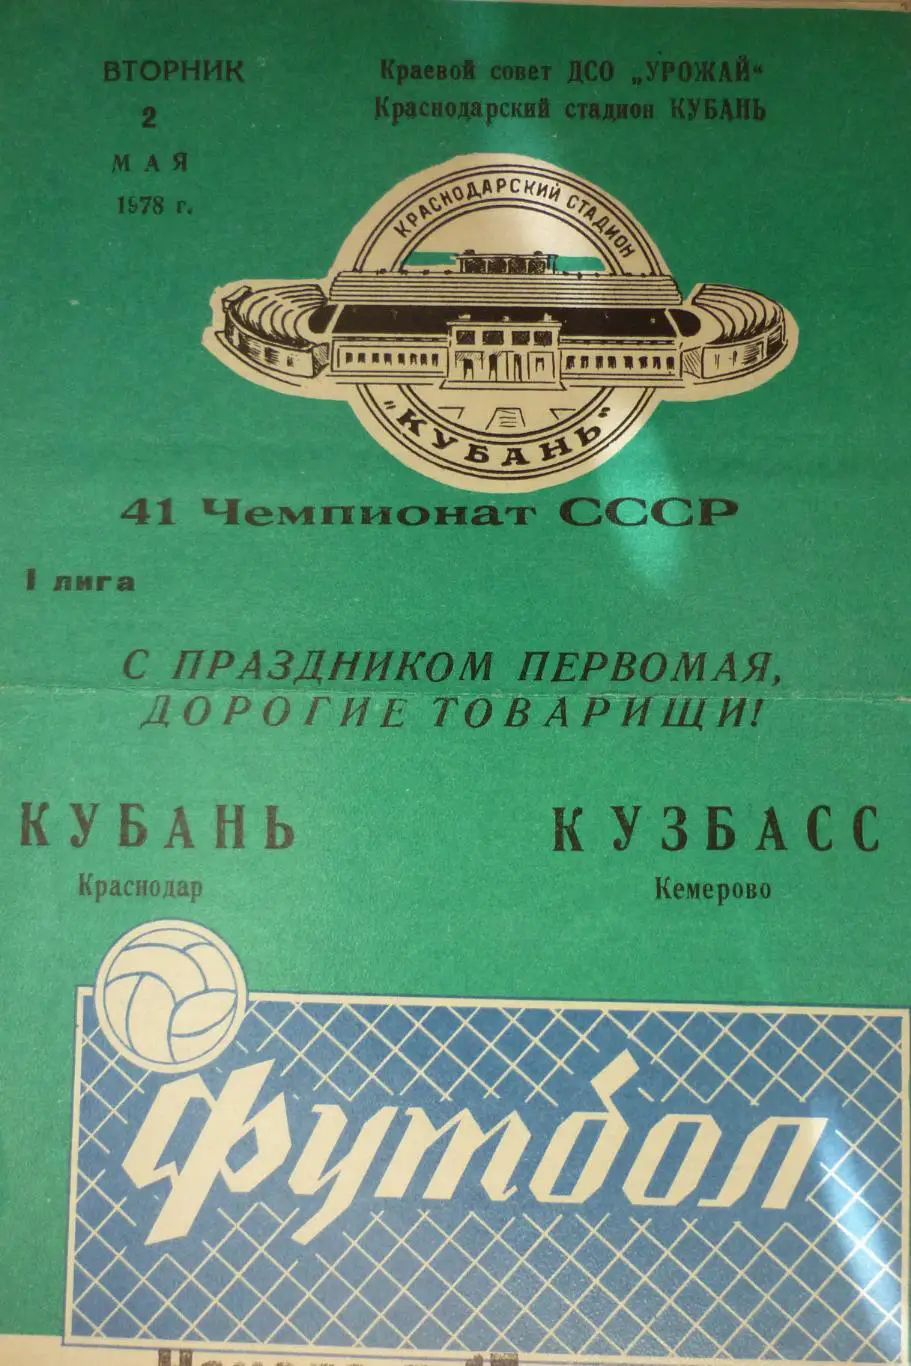 ВТОРНИК
2
МАЯ
1978 г.
Краевой совет ДСО „УРОЖАЙ“
Краснодарский стадион КУБАНЬ
КРАСНОДАРСКИЙ СТАДИОН
„КУБАНЬ“
41 Чемпионат СССР
I лига
С ПРАЗДНИКОМ ПЕРВОМАЯ,
ДОРОГИЕ ТОВАРИЩИ!
КУБАНЬ
Краснодар
КУЗБАСС
Кемерово
Футбол